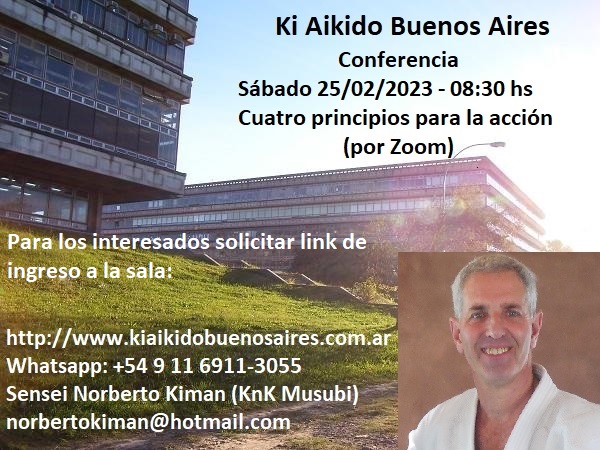 Ki Aikido Buenos Aires
Conferencia
Sábado 25/02/2023 - 08:30 hs
Cuatro principios para la acción
(por Zoom)
Para los interesados solicitar link de
ingreso a la sala:
http://www.kiaikidobuenosaires.com.ar
Whatsapp: +54 9 11 6911-3055
Sensei Norberto Kiman (KnK Musubi)
norbertokiman@hotmail.com